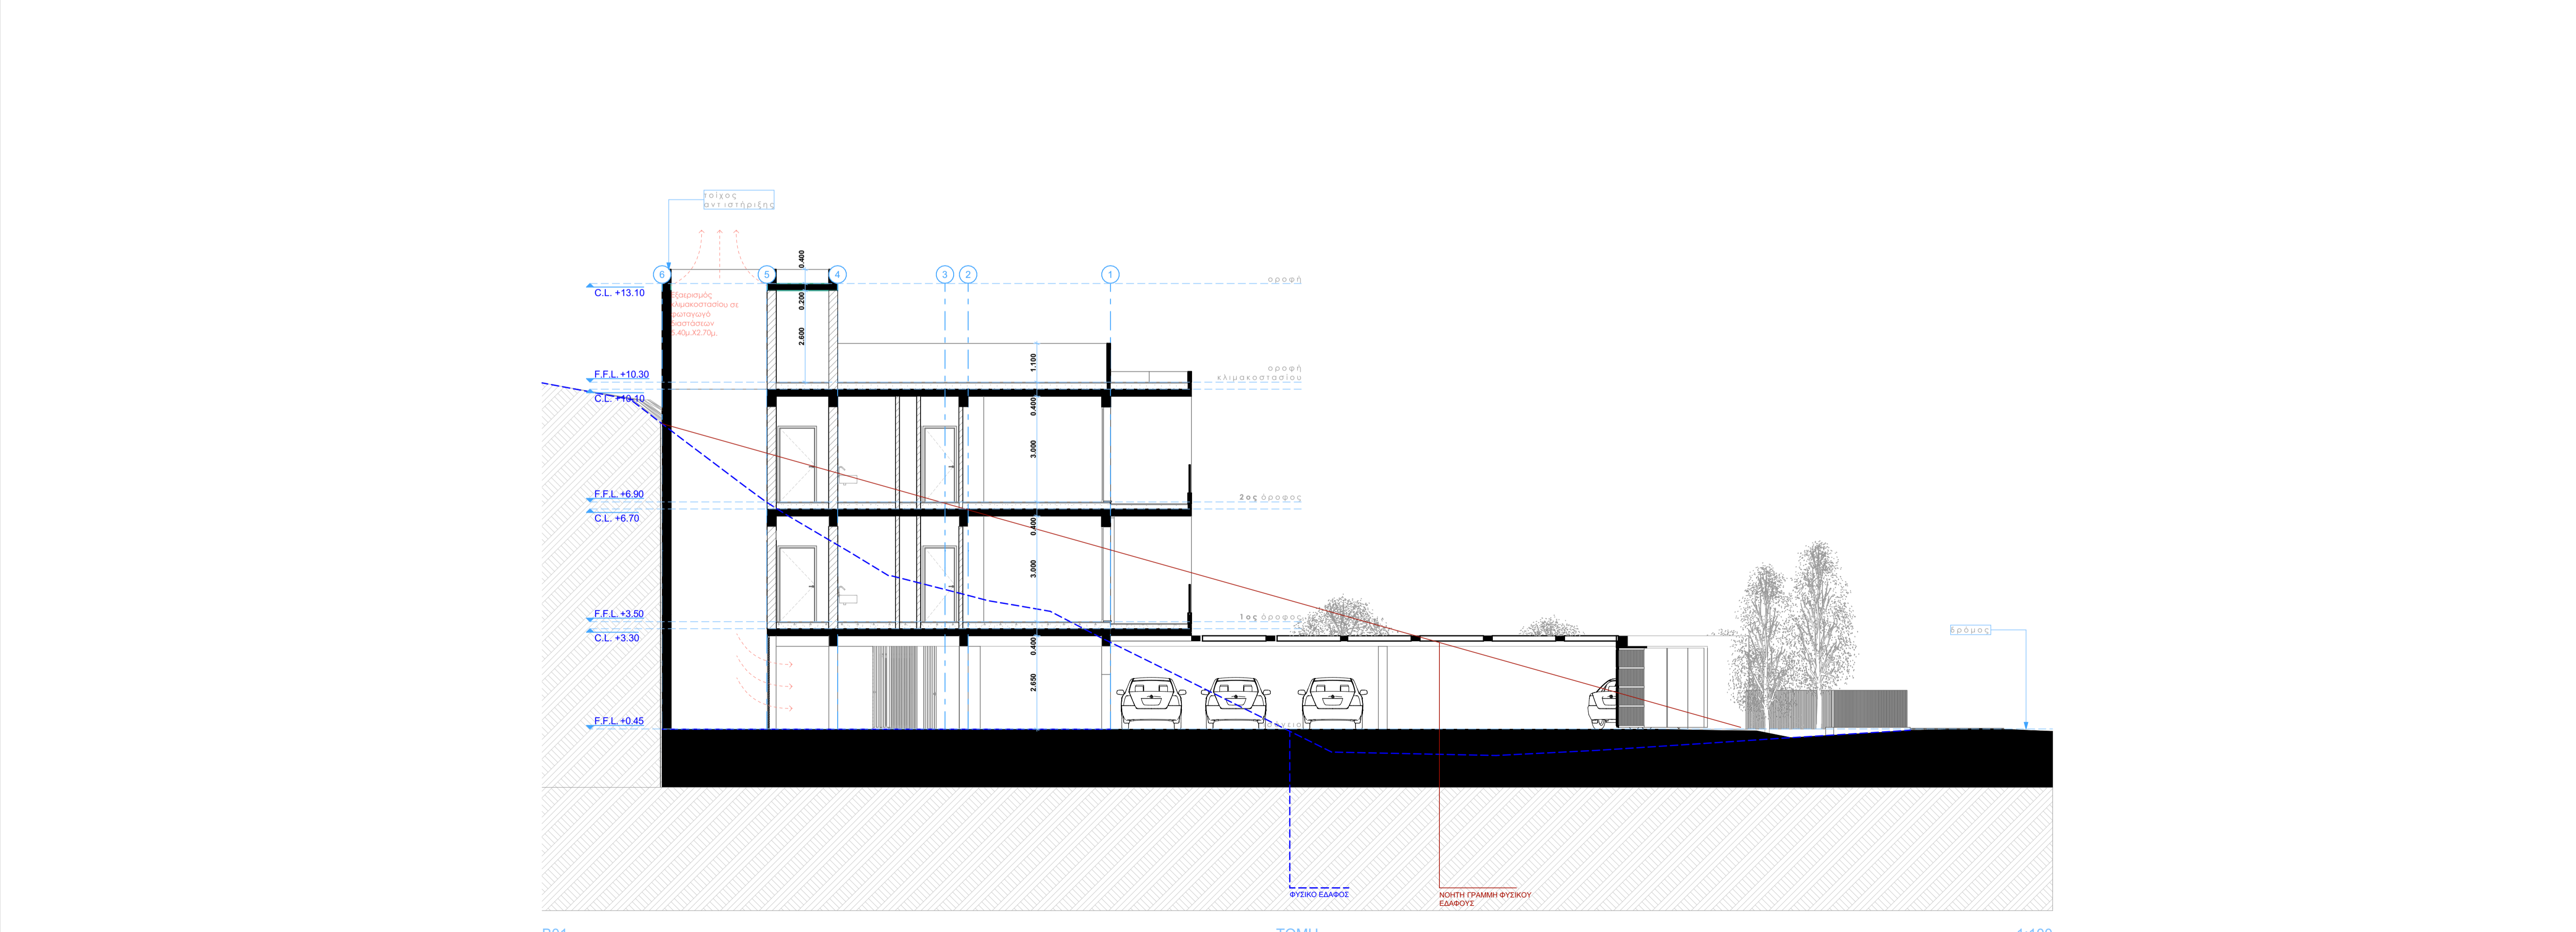 τοίχος
αντιστήριξης
0.400
6
5
4
3
2
1
οροφή
C.L. +13.10
0.200
κλιμακοστασίου σε
διαστάσεων
2.600
1.100
οροφή
κλιμακοστασίου
F.F.L. +10.30
C.L. +10.10
0.400
3.000
F.F.L. +6.90
2ος όροφος
C.L. +6.70
0.400
3.000
F.F.L. +3.50
1ος όροφος
C.L. +3.30
δρόμος
0.400
2.650
F.F.L. +0.45
ΦΥΣΙΚΟ ΕΔΑΦΟΣ
ΝΟΗΤΗ ΓΡΑΜΜΗ ΦΥΣΙΚΟΥ
ΕΔΑΦΟΥΣ